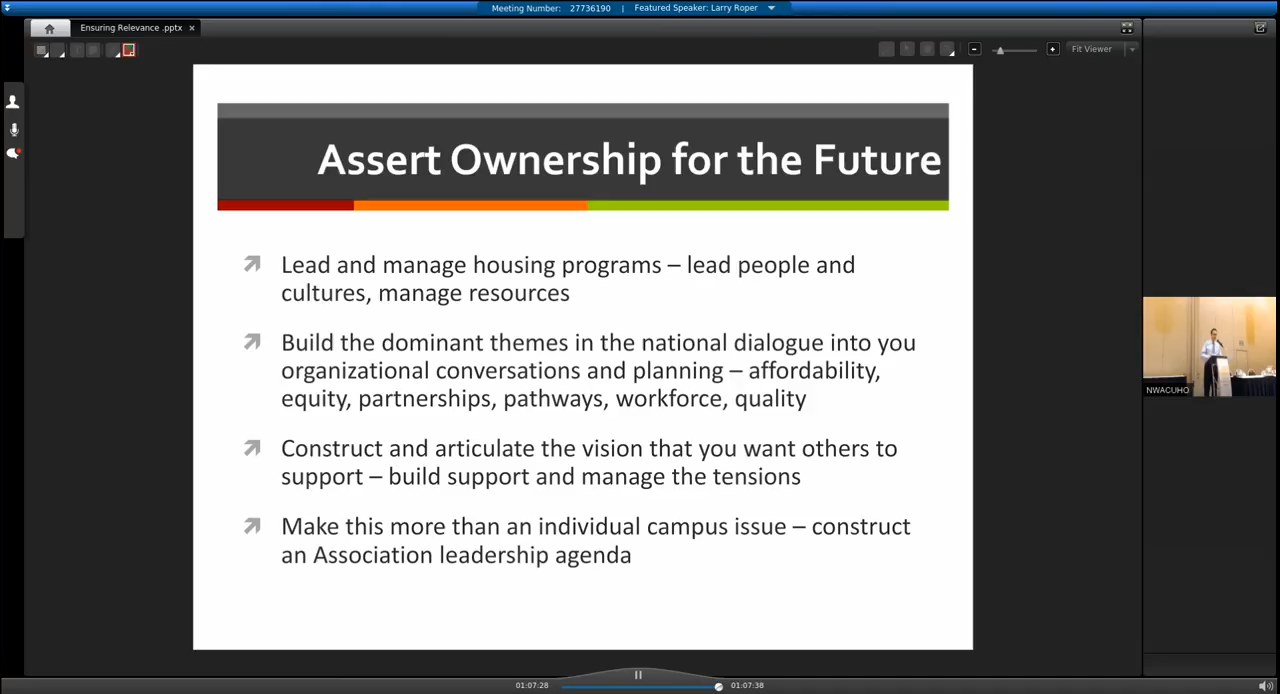 Meeting Number: 27736190 | Featured Speaker: Larry Roper
Ensuring Relevance .pptx ×
Fit Viewer
Assert Ownership for the Future
Lead and manage housing programs – lead people and
cultures, manage resources
Build the dominant themes in the national dialogue into you
organizational conversations and planning – affordability,
equity, partnerships, pathways, workforce, quality
Construct and articulate the vision that you want others to
support – build support and manage the tensions
Make this more than an individual campus issue – construct
an Association leadership agenda
NWACUHO
01:07:28 01:07:38